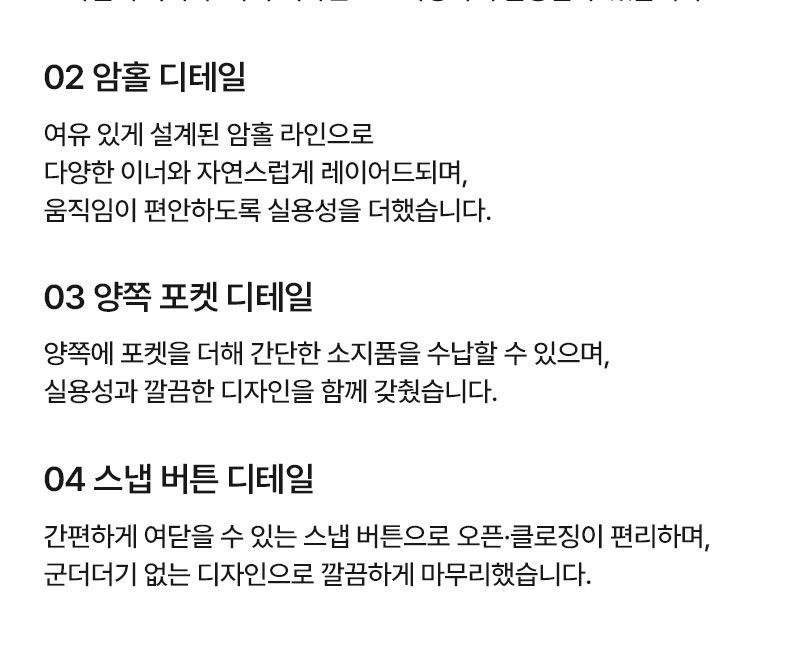 02 암홀 디테일
여유 있게 설계된 암홀 라인으로
다양한 이너와 자연스럽게 레이어드되며,
움직임이 편안하도록 실용성을 더했습니다.
03 양쪽 포켓 디테일
양쪽에 포켓을 더해 간단한 소지품을 수납할 수 있으며,
실용성과 깔끔한 디자인을 함께 갖췄습니다.
04 스냅 버튼 디테일
간편하게 여닫을 수 있는 스냅 버튼으로 오픈·클로징이 편리하며,
군더더기 없는 디자인으로 깔끔하게 마무리했습니다.